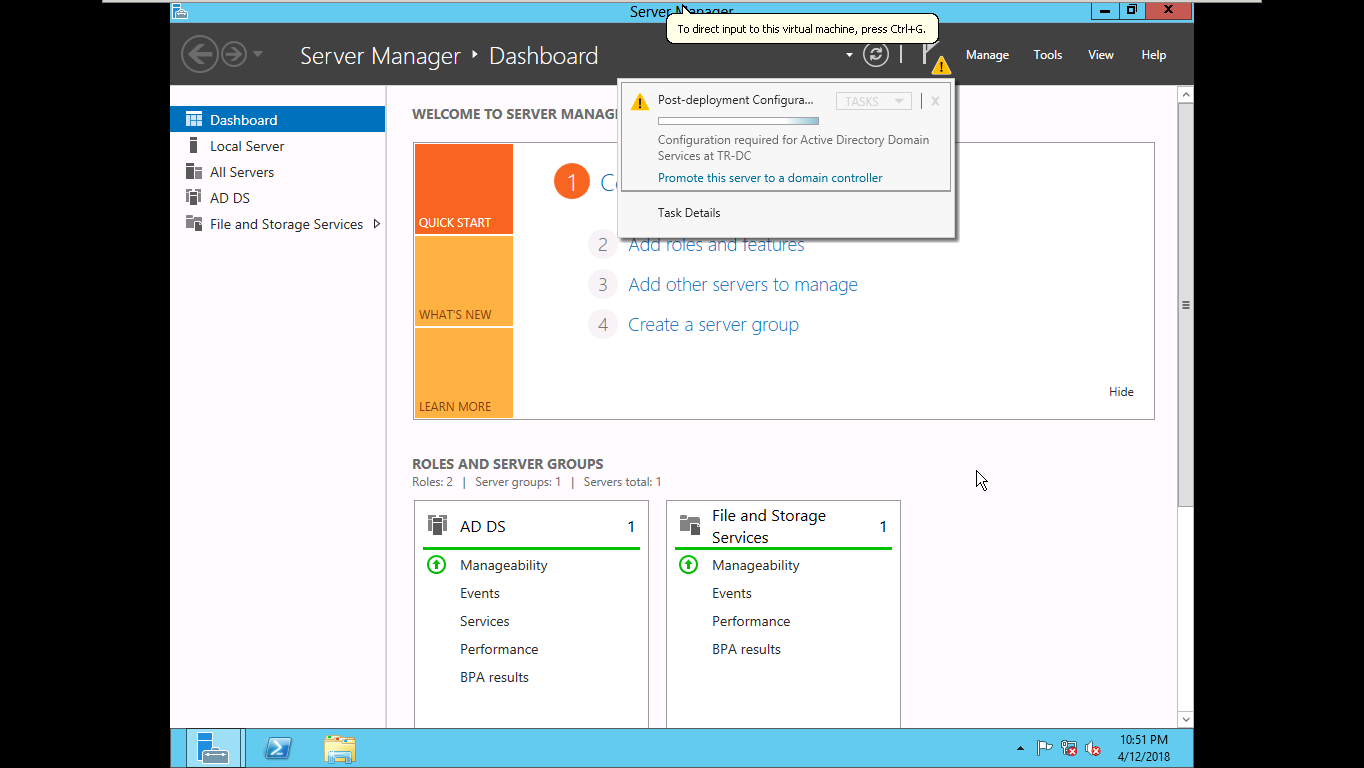 Server Manager
To direct input to this virtual machine, press Ctrl+G.
Server Manager ‣ Dashboard
Manage
Tools
View
Help
Post-deployment Configura...
TASKS
X
Configuration required for Active Directory Domain
Services at TR-DC
Promote this server to a domain controller
Task Details
Dashboard
Local Server
All Servers
AD DS
File and Storage Services
WELCOME TO SERVER MANAG
QUICK START
WHAT'S NEW
LEARN MORE
1
2 Add roles and features
3 Add other servers to manage
4 Create a server group
Hide
ROLES AND SERVER GROUPS
Roles: 2 | Server groups: 1 | Servers total: 1
AD DS 1
Manageability
Events
Services
Performance
BPA results
File and Storage
Services
1
Manageability
Events
Performance
BPA results
10:51 PM
4/12/2018